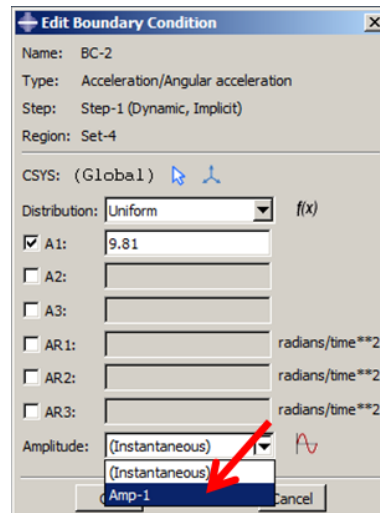 Edit Boundary Condition
Name: BC-2
Type: Acceleration/Angular acceleration
Step: Step-1 (Dynamic, Implicit)
Region: Set-4
CSYS: (Global)
Distribution: Uniform f(x)
A1: 9.81
A2:
A3:
AR1: radians/time**2
AR2: radians/time**2
AR3: radians/time**2
Amplitude: (Instantaneous)
(Instantaneous)
Amp-1
Cancel